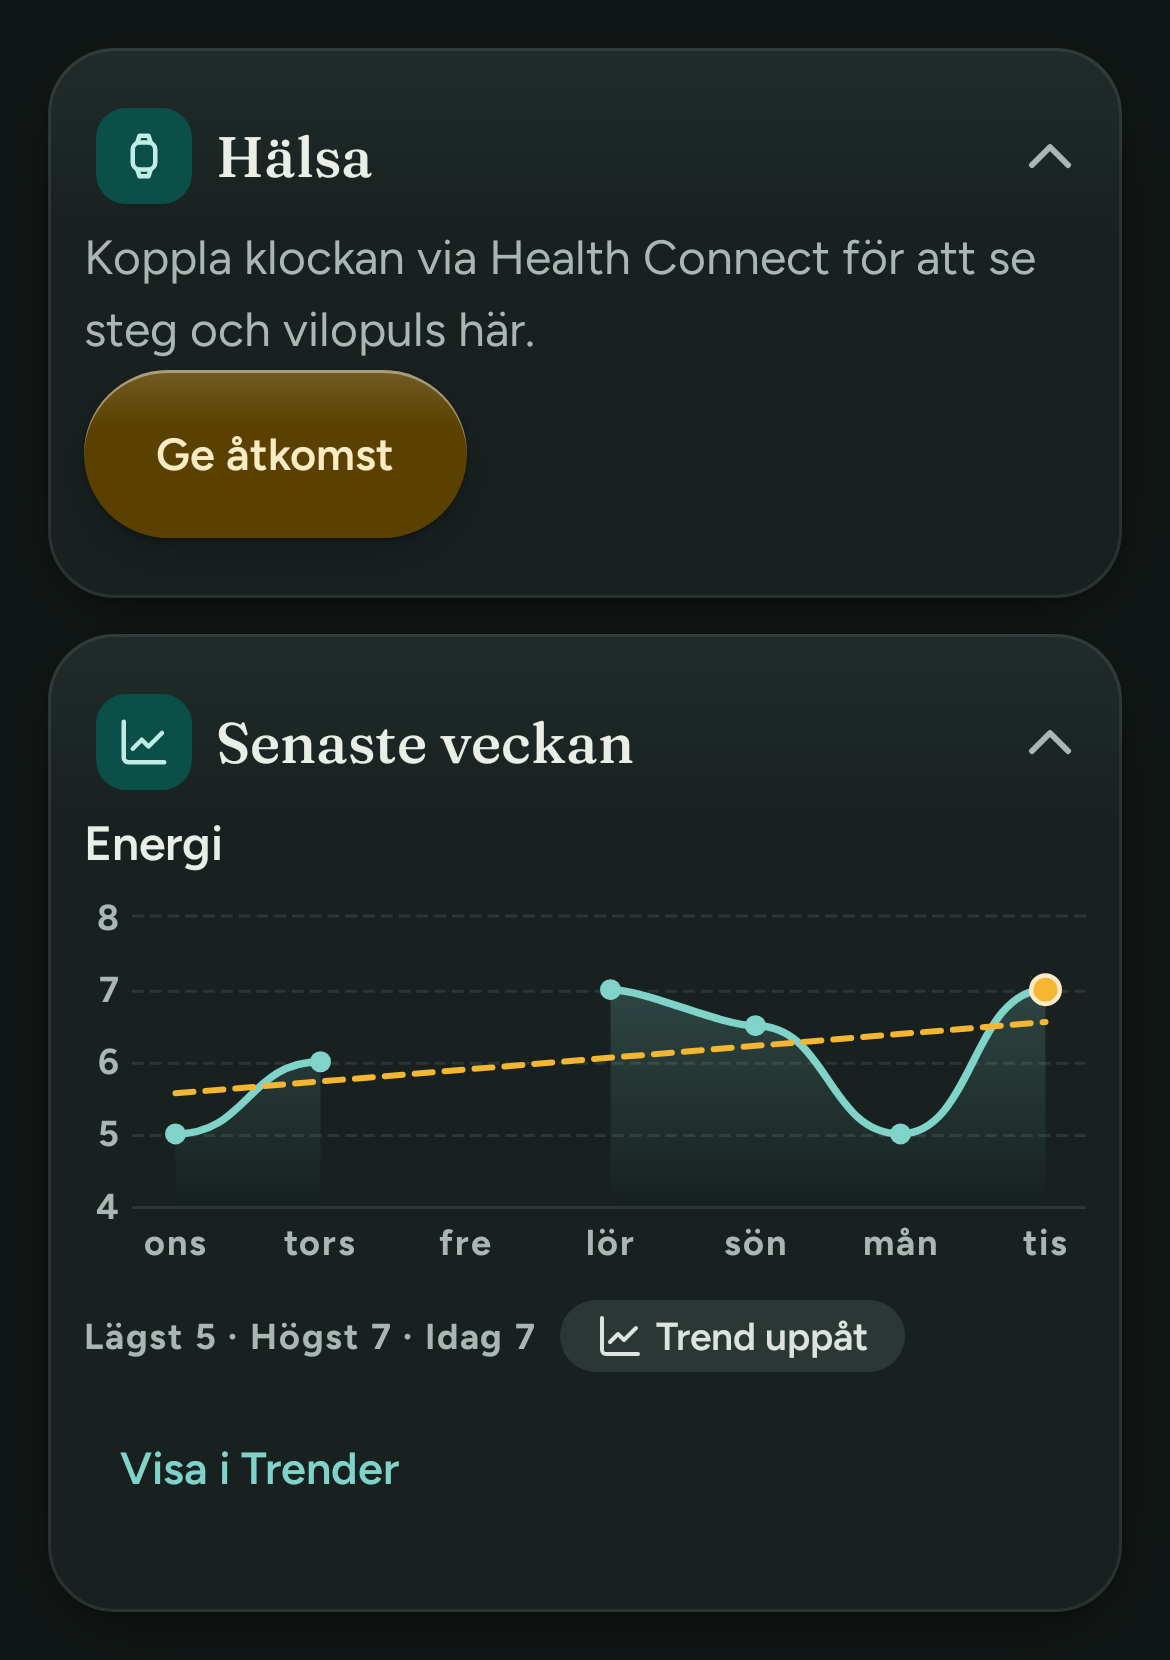 Hälsa
Koppla klockan via Health Connect för att se
steg och vilopuls här.
Ge åtkomst
Senaste veckan
Energi
8
7
6
5
4
ons tors fre lör sön mån tis
Lägst 5 · Högst 7 · Idag 7 Trend uppåt
Visa i Trender